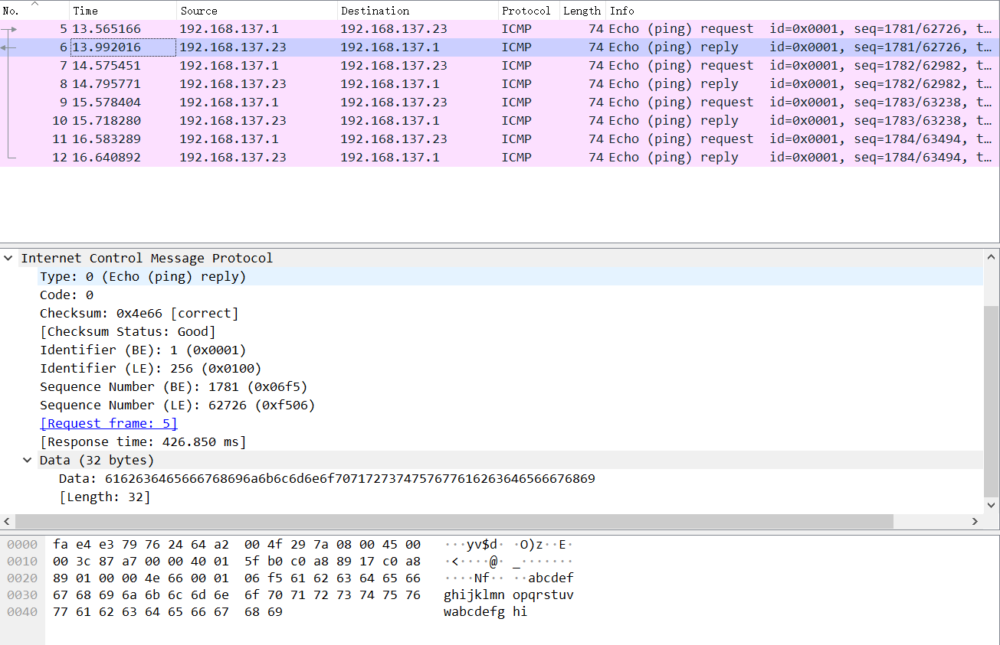 No. Time Source Destination Protocol Length Info
5 13.565166 192.168.137.1 192.168.137.23 ICMP 74 Echo (ping) request id=0x0001, seq=1781/62726, t…
6 13.992016 192.168.137.23 192.168.137.1 ICMP 74 Echo (ping) reply id=0x0001, seq=1781/62726, t…
7 14.575451 192.168.137.1 192.168.137.23 ICMP 74 Echo (ping) request id=0x0001, seq=1782/62982, t…
8 14.795771 192.168.137.23 192.168.137.1 ICMP 74 Echo (ping) reply id=0x0001, seq=1782/62982, t…
9 15.578404 192.168.137.1 192.168.137.23 ICMP 74 Echo (ping) request id=0x0001, seq=1783/63238, t…
10 15.718280 192.168.137.23 192.168.137.1 ICMP 74 Echo (ping) reply id=0x0001, seq=1783/63238, t…
11 16.583289 192.168.137.1 192.168.137.23 ICMP 74 Echo (ping) request id=0x0001, seq=1784/63494, t…
12 16.640892 192.168.137.23 192.168.137.1 ICMP 74 Echo (ping) reply id=0x0001, seq=1784/63494, t…
Internet Control Message Protocol
Type: 0 (Echo (ping) reply)
Code: 0
Checksum: 0x4e66 [correct]
[Checksum Status: Good]
Identifier (BE): 1 (0x0001)
Identifier (LE): 256 (0x0100)
Sequence Number (BE): 1781 (0x06f5)
Sequence Number (LE): 62726 (0xf506)
[Request frame: 5]
[Response time: 426.850 ms]
Data (32 bytes)
Data: 6162636465666768696a6b6c6d6e6f7071727374757677616263646566676869
[Length: 32]
0000 fa e4 e3 79 76 24 64 a2 00 4f 29 7a 08 00 45 00 ···yv$d· ·O)z··E·
0010 00 3c 87 a7 00 00 40 01 5f b0 c0 a8 89 17 c0 a8 ·<····@· _·······
0020 89 01 00 00 4e 66 00 01 06 f5 61 62 63 64 65 66 ····Nf·· ··abcdef
0030 67 68 69 6a 6b 6c 6d 6e 6f 70 71 72 73 74 75 76 ghijklmn opqrstuv
0040 77 61 62 63 64 65 66 67 68 69 wabcdefg hi